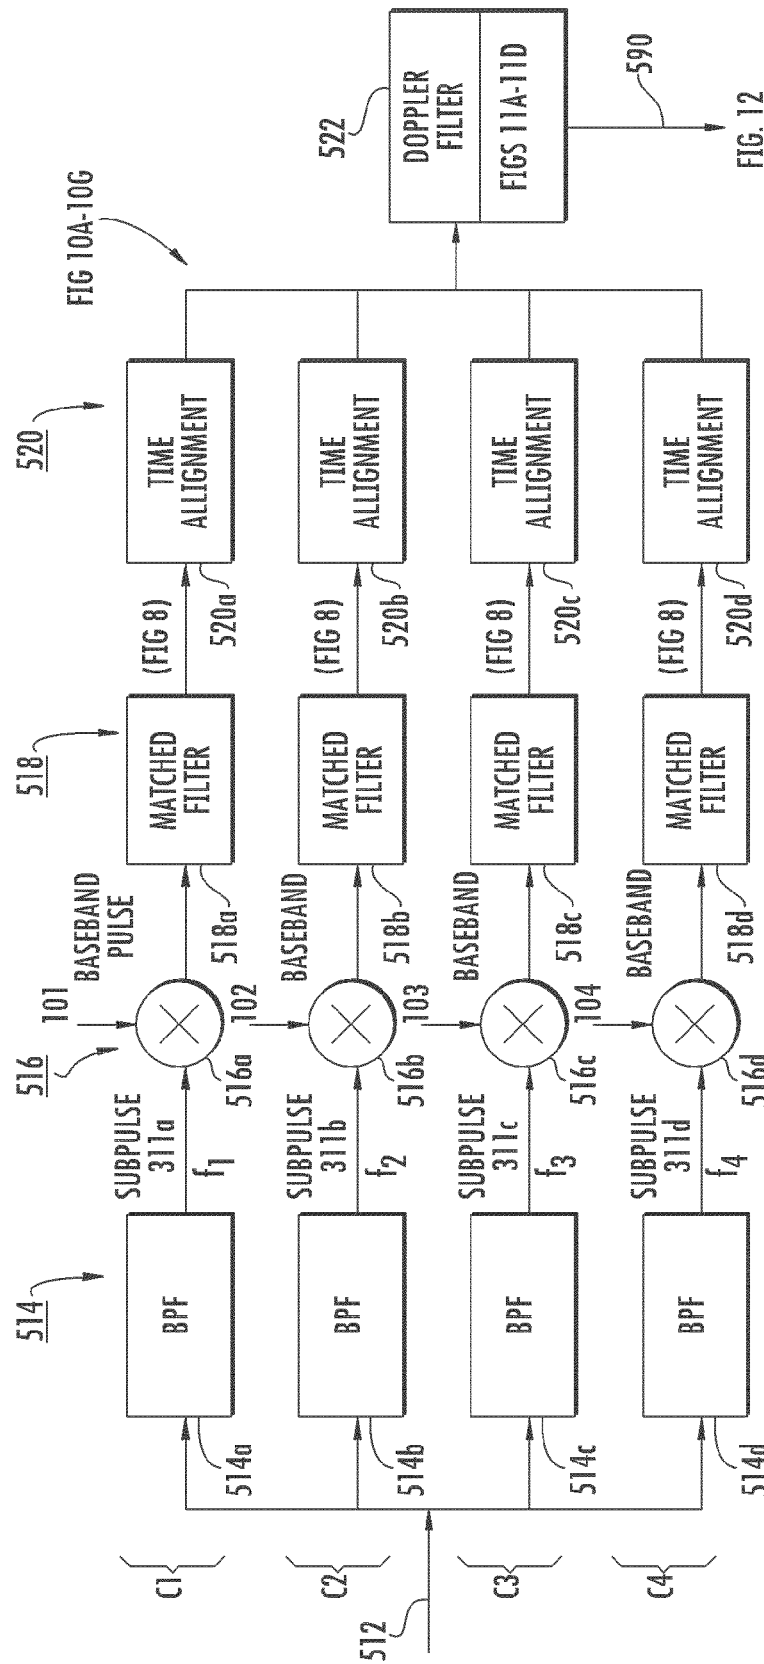 514
516
518
520
FIG 10A-10G
C1
514a
BPF
SUBPULSE
311a
f1
101
516a
BASEBAND
PULSE
518a
MATCHED
FILTER
(FIG 8)
520a
TIME
ALLIGNMENT
C2
514b
BPF
SUBPULSE
311b
f2
102
516b
BASEBAND
518b
MATCHED
FILTER
(FIG 8)
520b
TIME
ALLIGNMENT
512
C3
514c
BPF
SUBPULSE
311c
f3
103
516c
BASEBAND
518c
MATCHED
FILTER
(FIG 8)
520c
TIME
ALLIGNMENT
C4
514d
BPF
SUBPULSE
311d
f4
104
516d
BASEBAND
518d
MATCHED
FILTER
(FIG 8)
520d
TIME
ALLIGNMENT
522
DOPPLER
FILTER
FIGS 11A-11D
590
FIG. 12